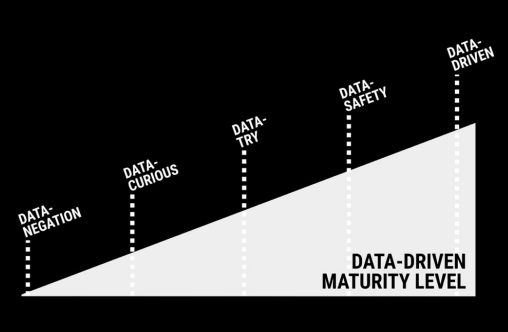 DATA-
NEGATION
DATA-
CURIOUS
DATA-
TRY
DATA-
SAFETY
DATA-
DRIVEN
DATA-DRIVEN
MATURITY LEVEL